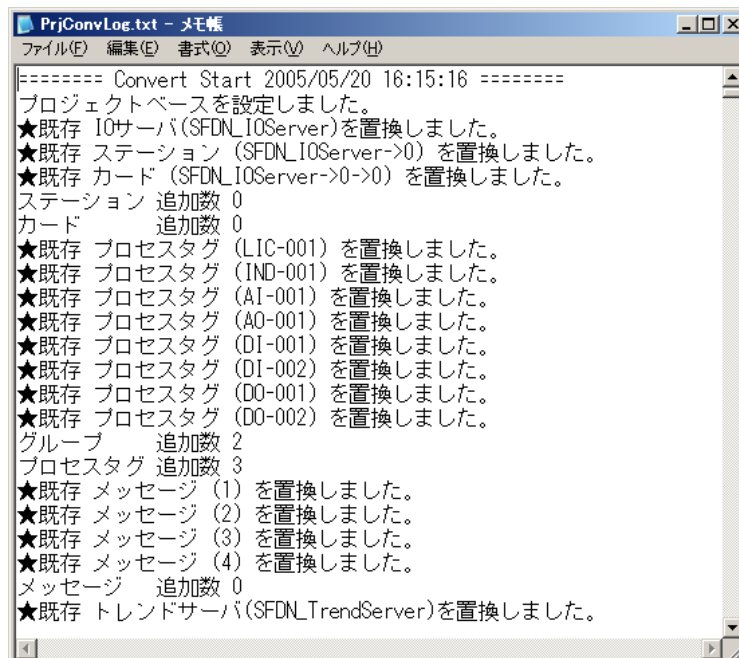 PrjConvLog.txt - メモ帳
ファイル(F) 編集(E) 書式(O) 表示(V) ヘルプ(H)
======== Convert Start 2005/05/20 16:15:16 ========
プロジェクトベースを設定しました。
★既存 IOサーバ(SFDN_IOServer)を置換しました。
★既存 ステーション (SFDN_IOServer->0) を置換しました。
★既存 カード (SFDN_IOServer->0->0) を置換しました。
ステーション 追加数 0
カード 追加数 0
★既存 プロセスタグ (LIC-001) を置換しました。
★既存 プロセスタグ (IND-001) を置換しました。
★既存 プロセスタグ (AI-001) を置換しました。
★既存 プロセスタグ (AO-001) を置換しました。
★既存 プロセスタグ (DI-001) を置換しました。
★既存 プロセスタグ (DI-002) を置換しました。
★既存 プロセスタグ (DO-001) を置換しました。
★既存 プロセスタグ (DO-002) を置換しました。
グループ 追加数 2
プロセスタグ 追加数 3
★既存 メッセージ (1) を置換しました。
★既存 メッセージ (2) を置換しました。
★既存 メッセージ (3) を置換しました。
★既存 メッセージ (4) を置換しました。
メッセージ 追加数 0
★既存 トレンドサーバ(SFDN_TrendServer)を置換しました。